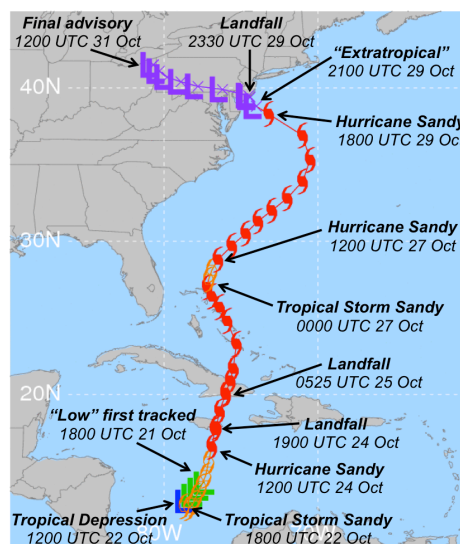 Final advisory
1200 UTC 31 Oct
Landfall
2330 UTC 29 Oct
"Extratropical"
2100 UTC 29 Oct
40N
Hurricane Sandy
1800 UTC 29 Oct
30N
Hurricane Sandy
1200 UTC 27 Oct
Tropical Storm Sandy
0000 UTC 27 Oct
Landfall
0525 UTC 25 Oct
20N
"Low" first tracked
1800 UTC 21 Oct
Landfall
1900 UTC 24 Oct
Hurricane Sandy
1200 UTC 24 Oct
Tropical Depression
1200 UTC 22 Oct
80W
Tropical Storm Sandy
1800 UTC 22 Oct
70W